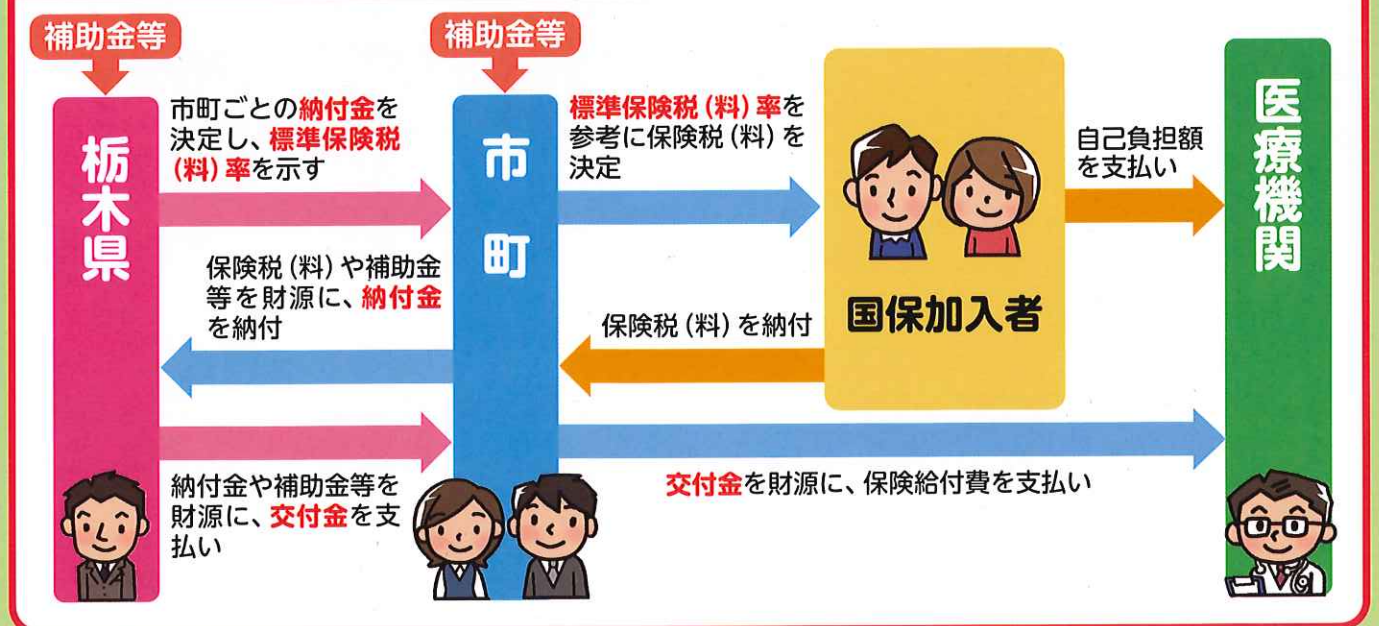 補助金等
補助金等
栃木県
市町ごとの納付金を
決定し、標準保険税
(料)率を示す
市町
標準保険税(料)率を
参考に保険税(料)を
決定
国保加入者
自己負担額
を支払い
医療機関
保険税(料)や補助金
等を財源に、納付金
を納付
保険税(料)を納付
納付金や補助金等を
財源に、交付金を支
払い
交付金を財源に、保険給付費を支払い